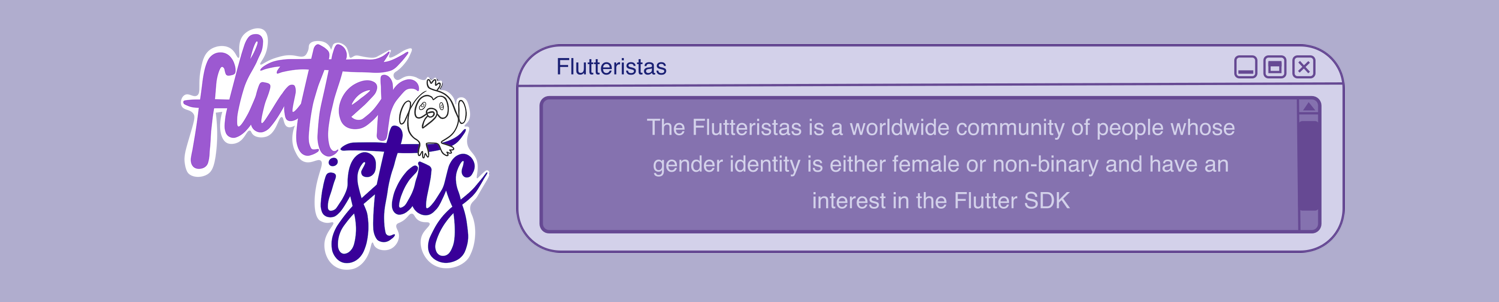 flutter
istas
Flutteristas
The Flutteristas is a worldwide community of people whose
gender identity is either female or non-binary and have an
interest in the Flutter SDK